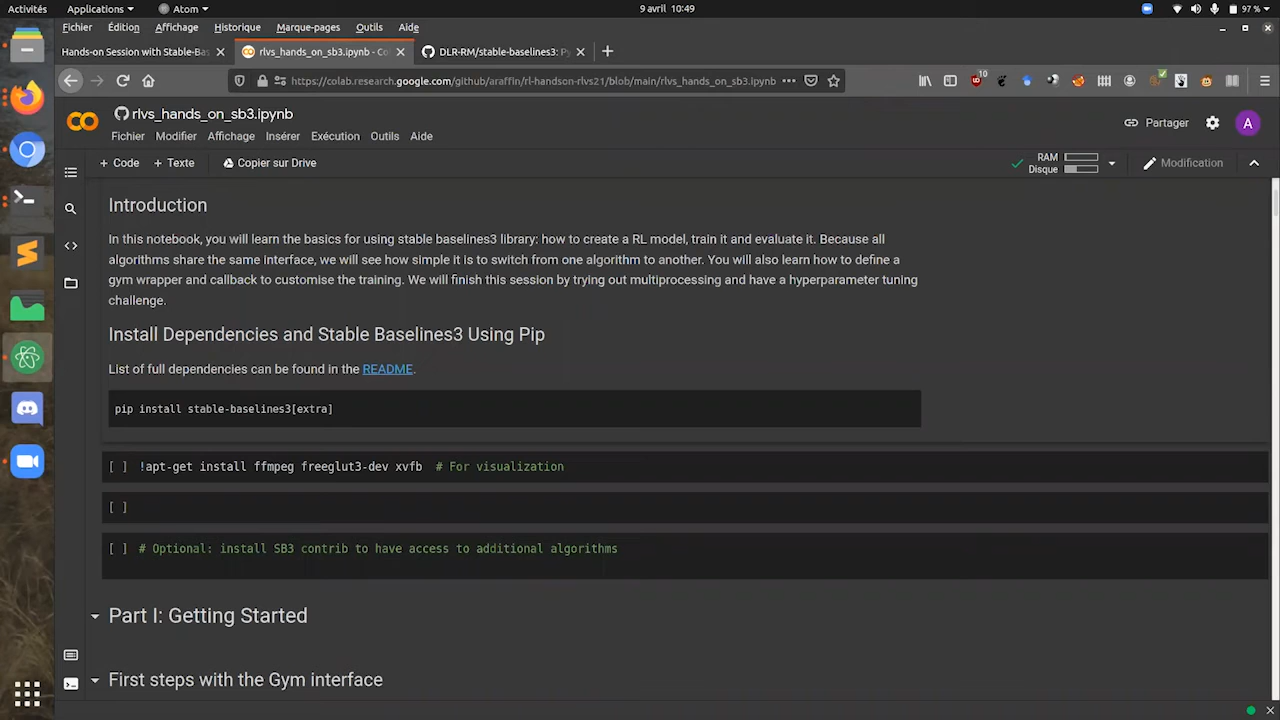 Activités
Applications
Atom
9 avril 10:49
97 %
Fichier Édition Affichage Historique Marque-pages Outils Aide
Hands-on Session with Stable-Bas
rlvs_hands_on_sb3.ipynb - Co
DLR-RM/stable-baselines3: Py
https://colab.research.google.com/github/araffin/rl-handson-rlvs21/blob/main/rlvs_hands_on_sb3.ipynb
10
rlvs_hands_on_sb3.ipynb
Partager
A
Fichier Modifier Affichage Insérer Exécution Outils Aide
+ Code + Texte Copier sur Drive
RAM
Disque
Modification
Introduction
In this notebook, you will learn the basics for using stable baselines3 library: how to create a RL model, train it and evaluate it. Because all
algorithms share the same interface, we will see how simple it is to switch from one algorithm to another. You will also learn how to define a
gym wrapper and callback to customise the training. We will finish this session by trying out multiprocessing and have a hyperparameter tuning
challenge.
Install Dependencies and Stable Baselines3 Using Pip
List of full dependencies can be found in the README.
pip install stable-baselines3[extra]
[ ] !apt-get install ffmpeg freeglut3-dev xvfb # For visualization
[ ]
[ ] # Optional: install SB3 contrib to have access to additional algorithms
Part I: Getting Started
First steps with the Gym interface